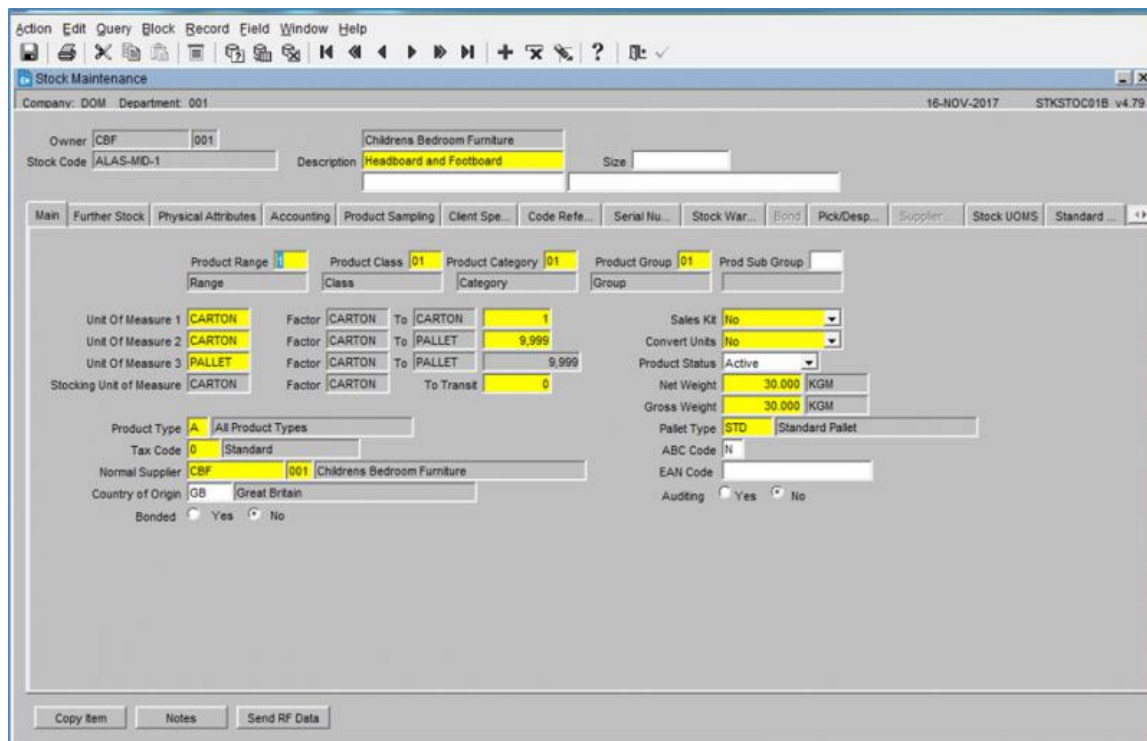 Action Edit Query Block Record Field Window Help
Stock Maintenance
Company: DOM Department: 001 16-NOV-2017 STKSTOC01B v4.79
Owner CBF 001 Childrens Bedroom Furniture
Stock Code ALAS-MID-1 Description Headboard and Footboard Size
Main Further Stock Physical Attributes Accounting Product Sampling Client Spe... Code Refe... Serial Nu... Stock War... Bond Pick/Desp... Supplier ... Stock UOMS Standard ...
Product Range 1 Product Class 01 Product Category 01 Product Group 01 Prod Sub Group
Range Class Category Group
Unit Of Measure 1 CARTON Factor CARTON To CARTON 1 Sales Kit No
Unit Of Measure 2 CARTON Factor CARTON To PALLET 9,999 Convert Units No
Unit Of Measure 3 PALLET Factor CARTON To PALLET 9,999 Product Status Active
Stocking Unit of Measure CARTON Factor CARTON To Transit 0 Net Weight 30.000 KGM
Gross Weight 30.000 KGM
Product Type A All Product Types Pallet Type STD Standard Pallet
Tax Code 0 Standard ABC Code N
Normal Supplier CBF 001 Childrens Bedroom Furniture EAN Code
Country of Origin GB Great Britain Auditing Yes No
Bonded Yes No
Copy Item Notes Send RF Data